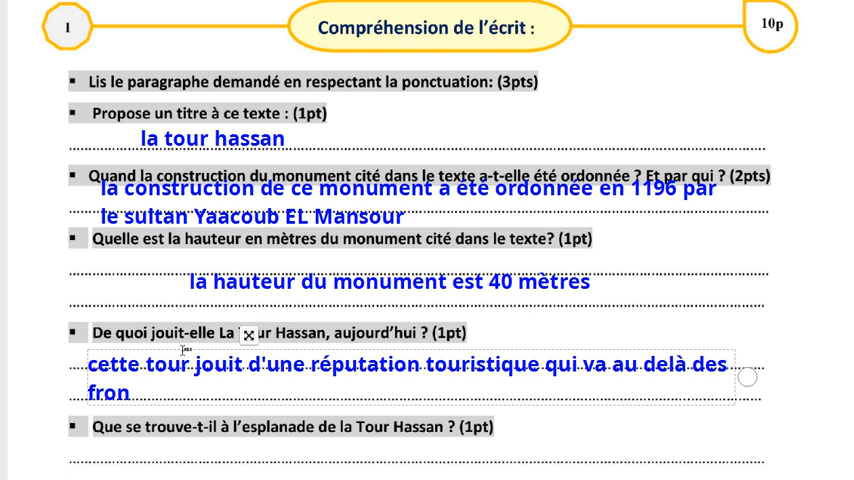 I
Compréhension de l'écrit :
10p
▪ Lis le paragraphe demandé en respectant la ponctuation: (3pts)
▪ Propose un titre à ce texte : (1pt)
la tour hassan
▪ Quand la construction du monument cité dans le texte a-t-elle été ordonnée ? Et par qui ? (2pts)
la construction de ce monument a été ordonnée en 1196 par
le sultan Yaacoub EL Mansour
▪ Quelle est la hauteur en mètres du monument cité dans le texte? (1pt)
la hauteur du monument est 40 mètres
▪ De quoi jouit-elle La Tour Hassan, aujourd'hui ? (1pt)
cette tour jouit d'une réputation touristique qui va au delà des
fron
▪ Que se trouve-t-il à l'esplanade de la Tour Hassan ? (1pt)